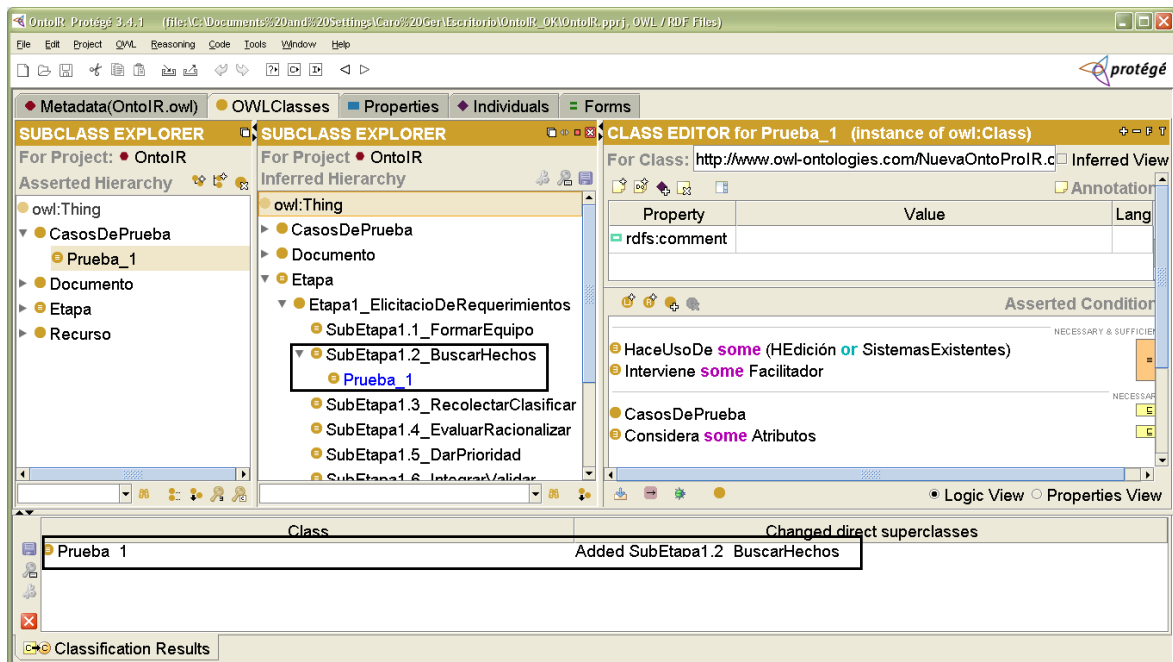 OntoIR Protégé 3.4.1 (file:\C:\Documents%20and%20Settings\Caro%20Ger\Escritorio\OntoIR_OK\OntoIR.pprj, OWL / RDF Files)
File Edit Project OWL Reasoning Code Tools Window Help
protégé
Metadata(OntoIR.owl) OWLClasses Properties Individuals Forms
SUBCLASS EXPLORER
For Project: OntoIR
Asserted Hierarchy
owl:Thing
CasosDePrueba
Prueba_1
Documento
Etapa
Recurso
SUBCLASS EXPLORER
For Project OntoIR
Inferred Hierarchy
owl:Thing
CasosDePrueba
Documento
Etapa
Etapa1_ElicitacioDeRequerimientos
SubEtapa1.1_FormarEquipo
SubEtapa1.2_BuscarHechos
Prueba_1
SubEtapa1.3_RecolectarClasificar
SubEtapa1.4_EvaluarRacionalizar
SubEtapa1.5_DarPrioridad
SubEtapa1.6_IntegrarValidar
CLASS EDITOR for Prueba_1 (instance of owl:Class)
For Class: http://www.owl-ontologies.com/NuevaOntoProIR.o Inferred View
Annotation
Property Value Lang
rdfs:comment
Asserted Condition
NECESSARY & SUFFICIEN
HaceUsoDe some (HEdición or SistemasExistentes)
Interviene some Facilitador
NECESSAR
CasosDePrueba
Considera some Atributos
Logic View Properties View
Class Changed direct superclasses
Prueba_1 Added SubEtapa1.2_BuscarHechos
Classification Results